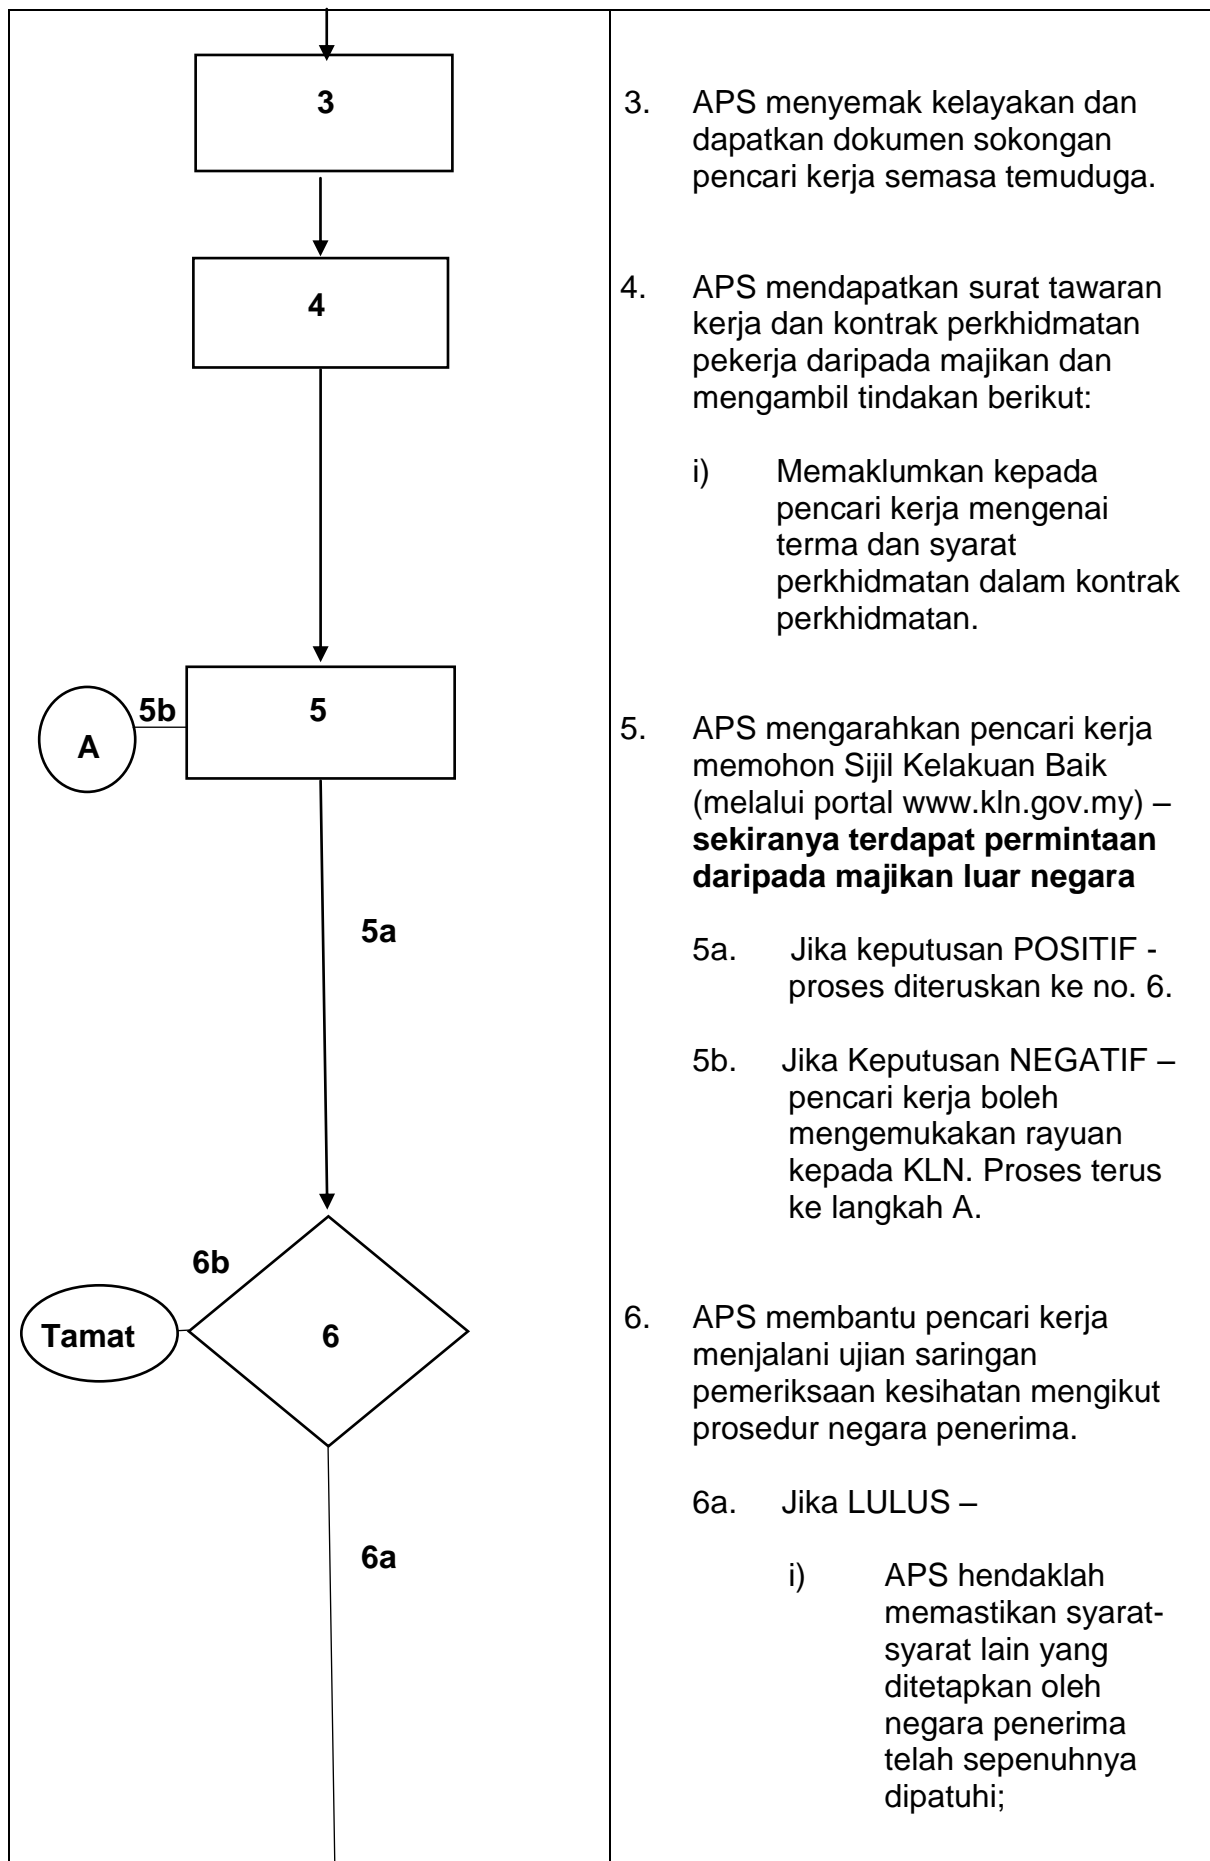 3
4
5b
5
A
5a
6b
Tamat
6
6a
3. APS menyemak kelayakan dan
dapatkan dokumen sokongan
pencari kerja semasa temuduga.
4. APS mendapatkan surat tawaran
kerja dan kontrak perkhidmatan
pekerja daripada majikan dan
mengambil tindakan berikut:
i) Memaklumkan kepada
pencari kerja mengenai
terma dan syarat
perkhidmatan dalam kontrak
perkhidmatan.
5. APS mengarahkan pencari kerja
memohon Sijil Kelakuan Baik
(melalui portal www.kln.gov.my) –
sekiranya terdapat permintaan
daripada majikan luar negara
5a. Jika keputusan POSITIF -
proses diteruskan ke no. 6.
5b. Jika Keputusan NEGATIF –
pencari kerja boleh
mengemukakan rayuan
kepada KLN. Proses terus
ke langkah A.
6. APS membantu pencari kerja
menjalani ujian saringan
pemeriksaan kesihatan mengikut
prosedur negara penerima.
6a. Jika LULUS –
i) APS hendaklah
memastikan syarat-
syarat lain yang
ditetapkan oleh
negara penerima
telah sepenuhnya
dipatuhi;